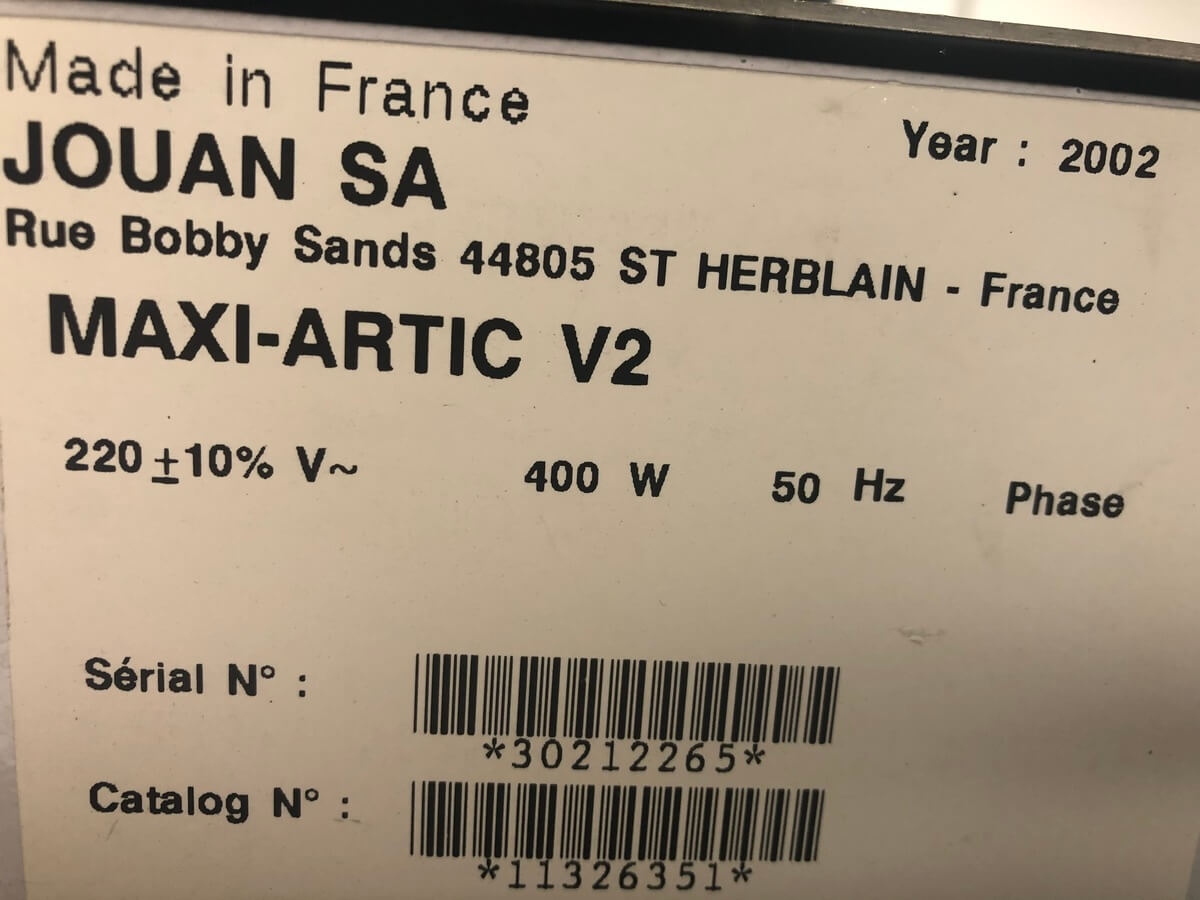 Made in France
JOUAN SA
Year : 2002
Rue Bobby Sands 44805 ST HERBLAIN - France
MAXI-ARTIC V2
220 ±10% V~ 400 W 50 Hz Phase
Sérial N° :
*30212265*
Catalog N° :
*11326351*